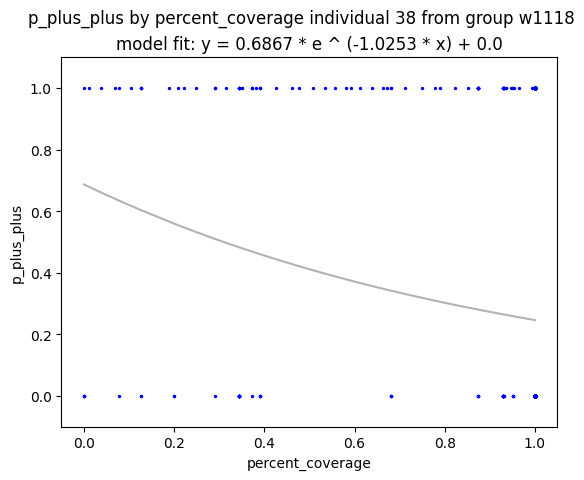 p_plus_plus by percent_coverage individual 38 from group w1118
model fit: y = 0.6867 * e ^ (-1.0253 * x) + 0.0
1.0
0.8
0.6
0.4
0.2
0.0
p_plus_plus
0.0 0.2 0.4 0.6 0.8 1.0
percent_coverage